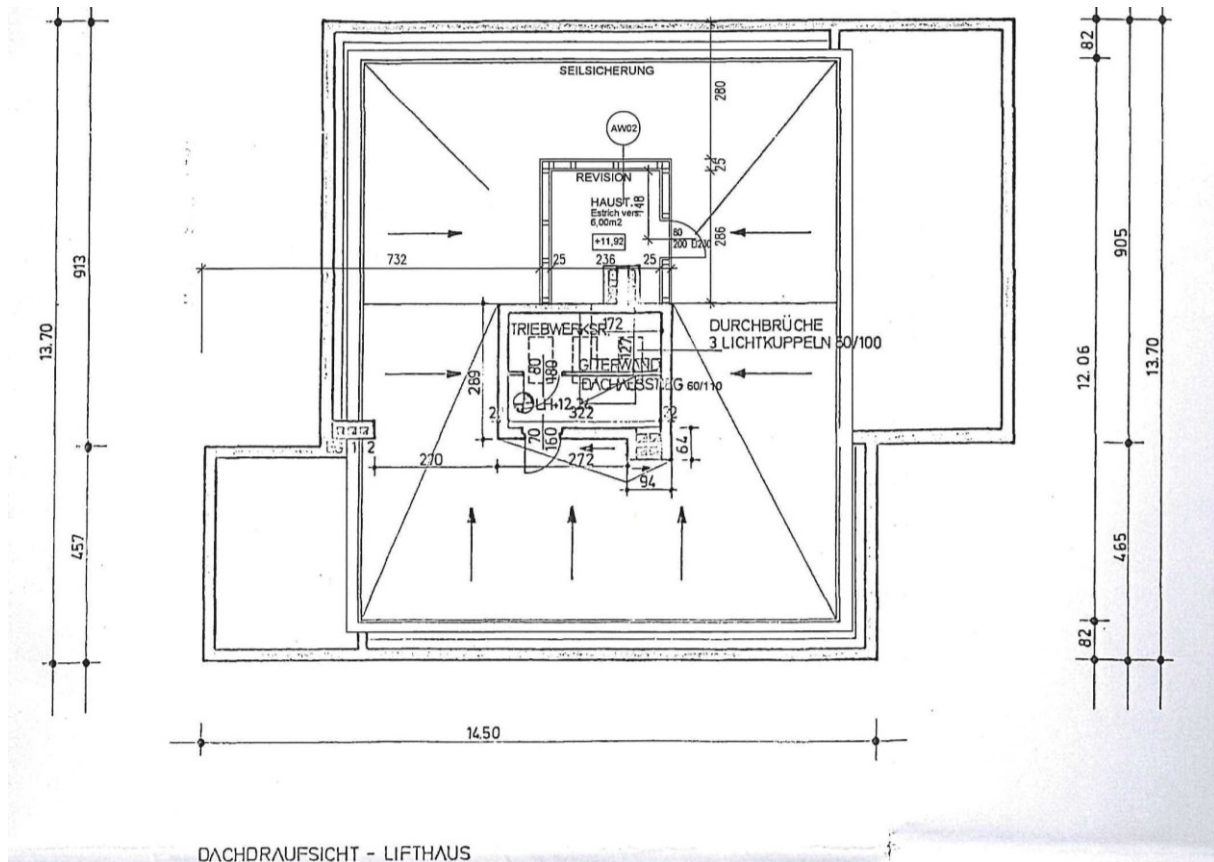 82
SEILSICHERUNG
280
AW02
25
REVISION
HAUST.
Estrich vers.
6,00m2
148
+11,92
80
200
286
913
905
732
25
236
25
13.70
12.06
13.70
TRIEBWERKSR.
172
DURCHBRÜCHE
3 LICHTKUPPELN 60/100
127
289
80
180
GITTERWAND
DACHAUSSTIEG 60/110
322
70
160
64
1 2
270
272
94
457
465
82
14.50
DACHDRAUFSICHT - LIFTHAUS